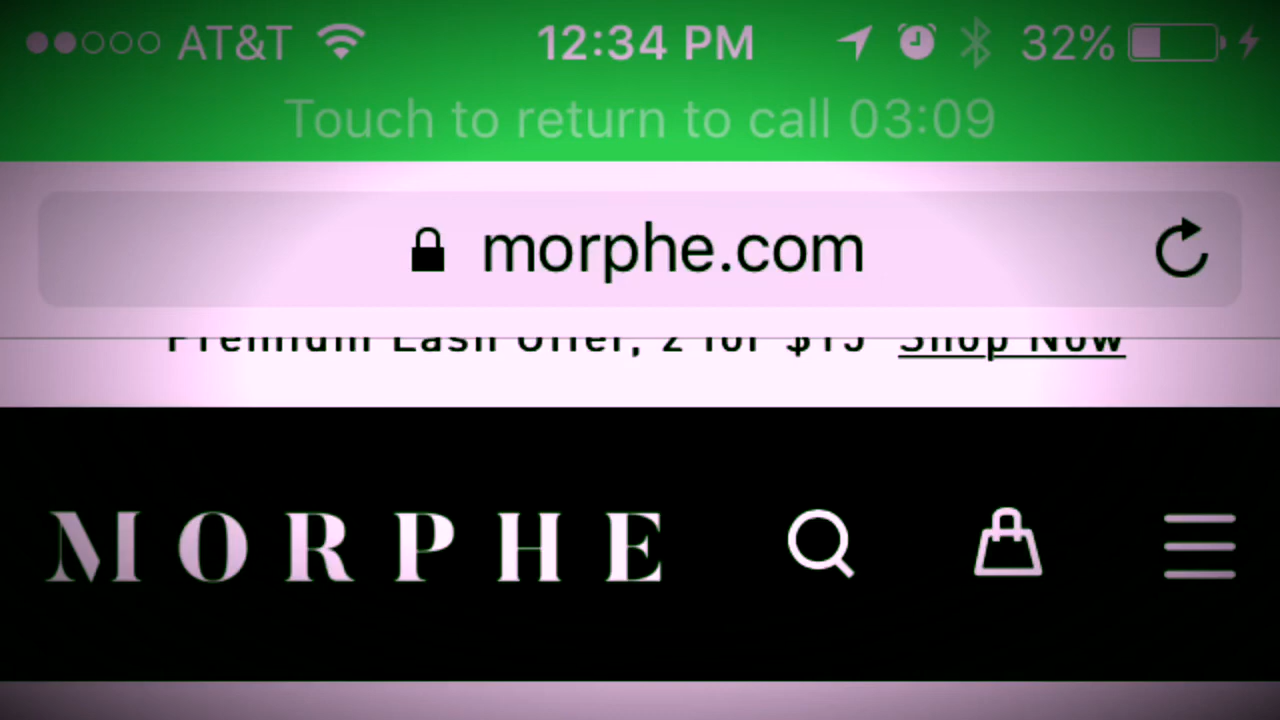 AT&T 12:34 PM 32%
Touch to return to call 03:09
morphe.com
Premium Lash Offer, 2 for $15 Shop Now
MORPHE